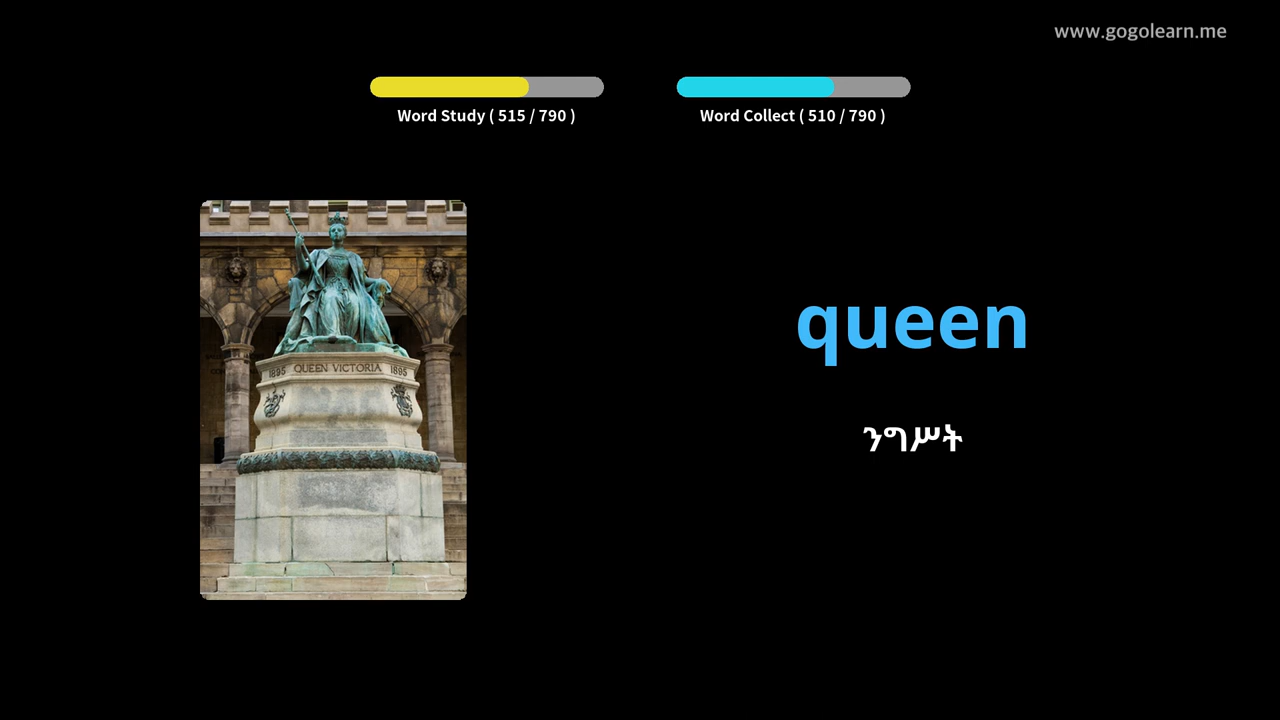 www.gogolearn.me
Word Study ( 515 / 790 )
Word Collect ( 510 / 790 )
1895 QUEEN VICTORIA 1895
queen
ንግሥት